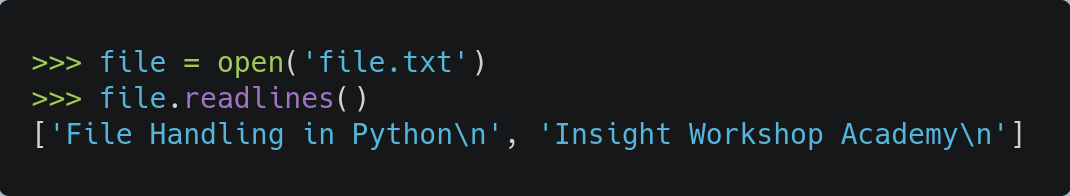 >>> file = open('file.txt')
>>> file.readlines()
['File Handling in Python\n', 'Insight Workshop Academy\n']